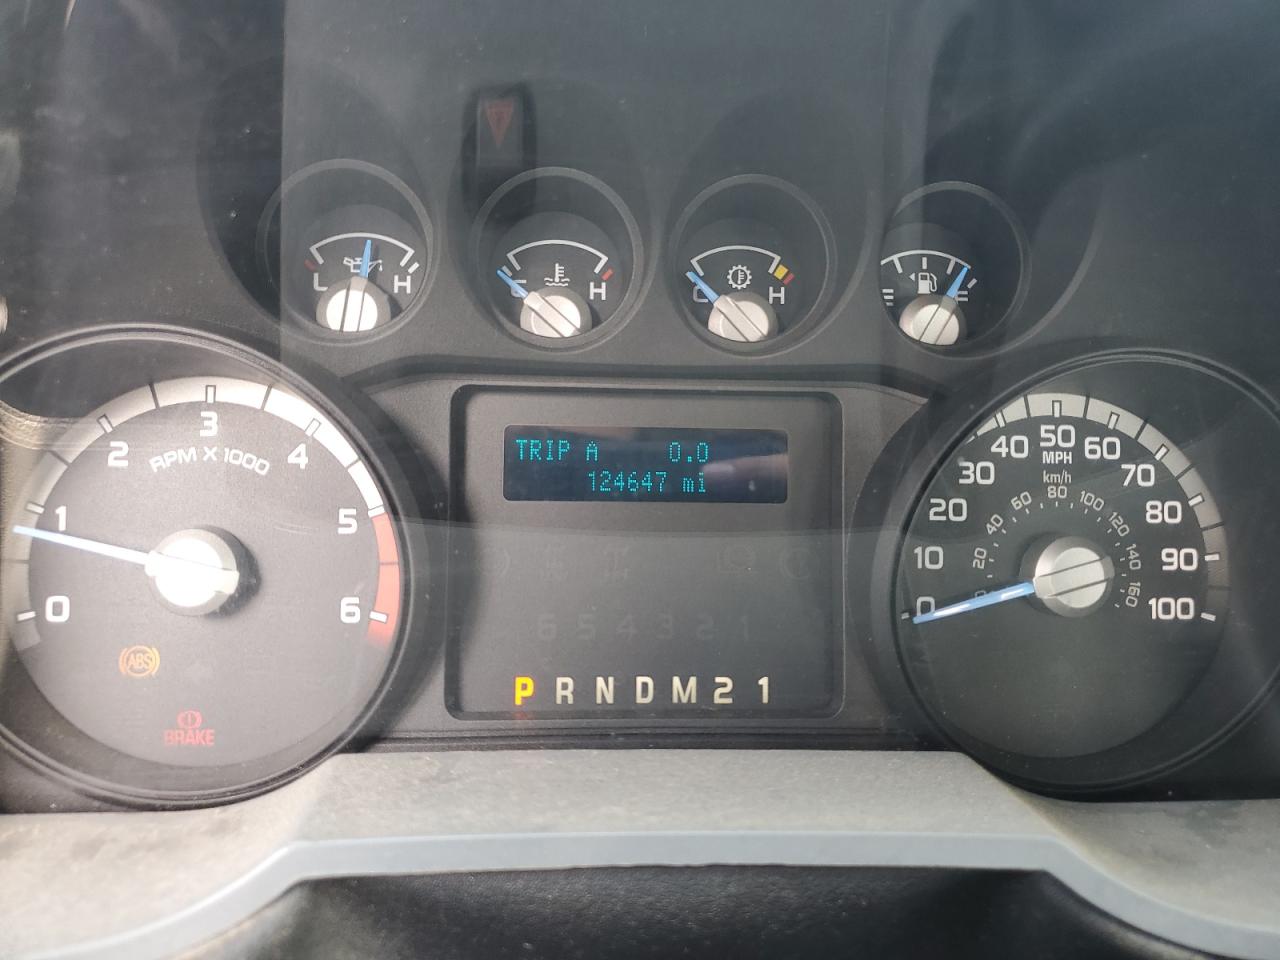 L H
C H
C H
E F
0 1 2 3 4 5 6
RPM X 1000
TRIP A 0.0
124647 mi
0 10 20 30 40 50 60 70 80 90 100
MPH
km/h
20 40 60 80 100 120 140 160
ABS
BRAKE
6 5 4 3 2 1
P R N D M 2 1